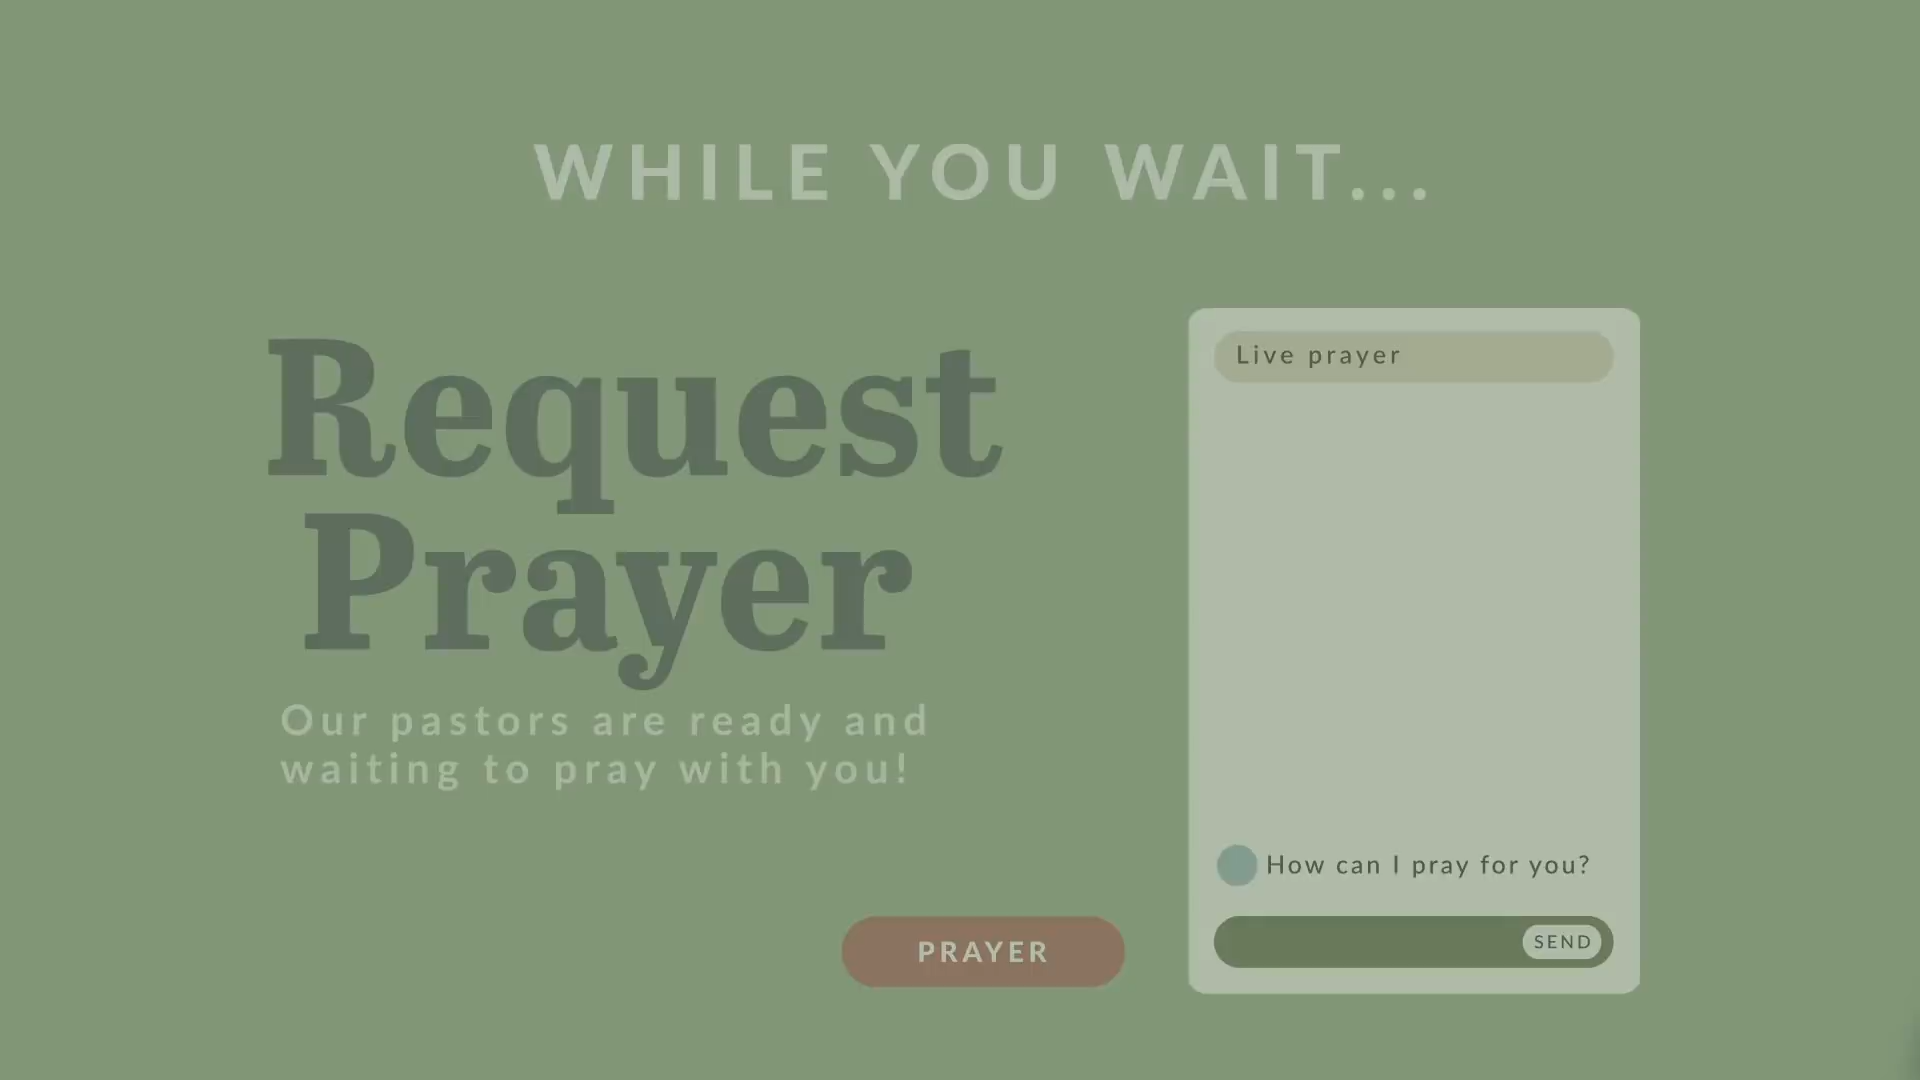 WHILE YOU WAIT...
Request
Prayer
Our pastors are ready and
waiting to pray with you!
PRAYER
Live prayer
How can I pray for you?
SEND